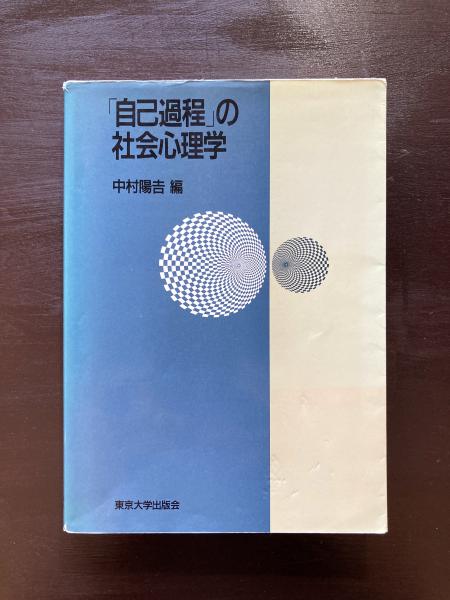 「自己過程」の
社会心理学
中村陽吉 編
東京大学出版会